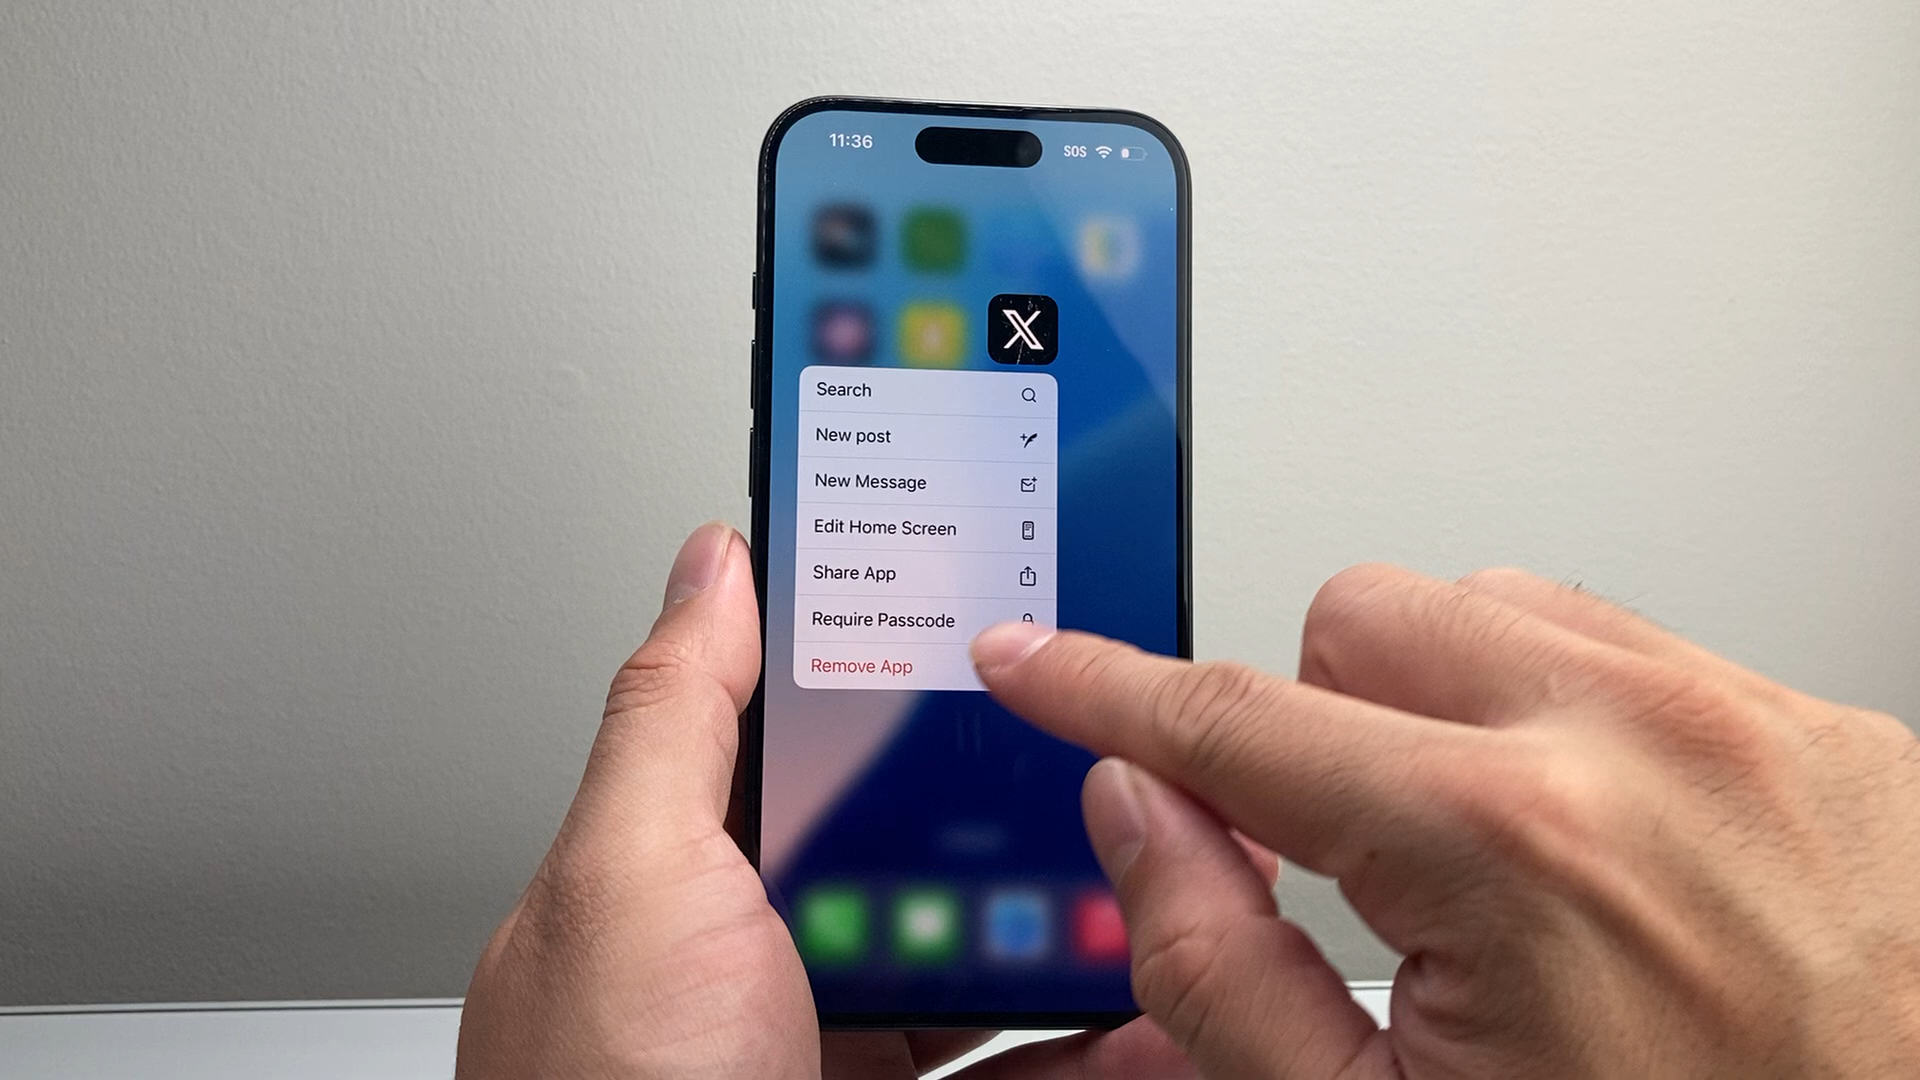 11:36
SOS
X
Search
New post
New Message
Edit Home Screen
Share App
Require Passcode
Remove App